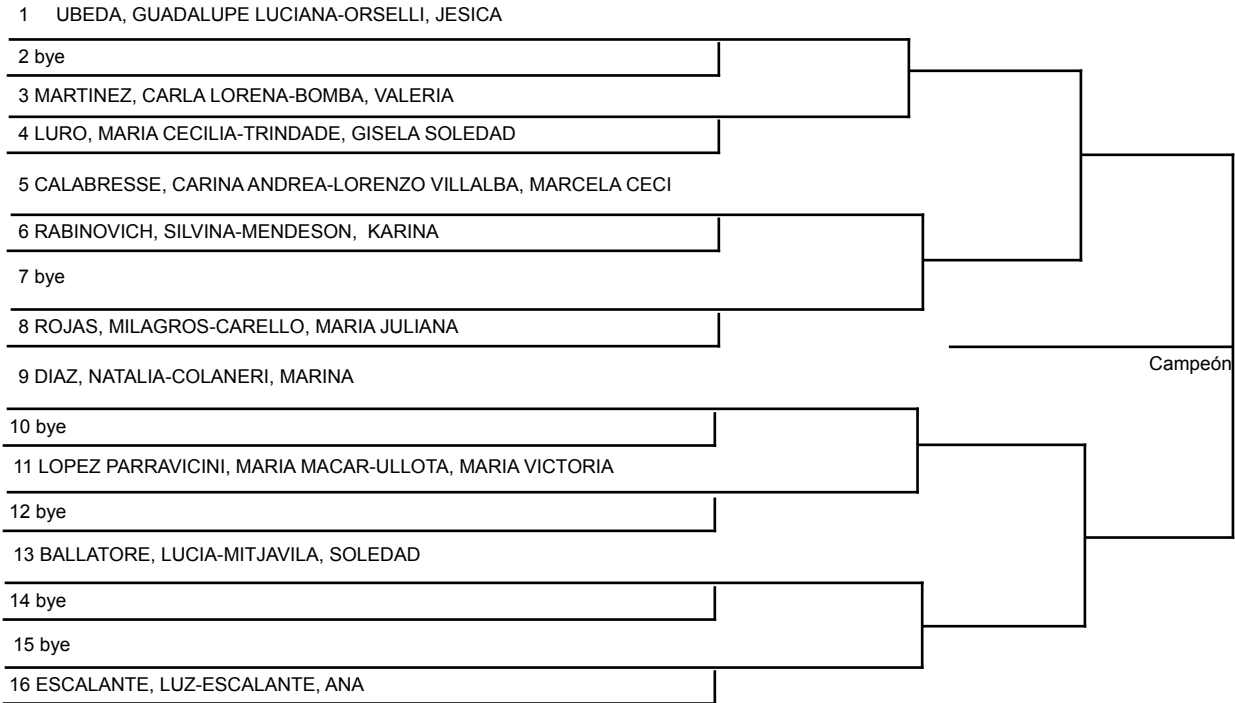 1 UBEDA, GUADALUPE LUCIANA-ORSELLI, JESICA
2 bye
3 MARTINEZ, CARLA LORENA-BOMBA, VALERIA
4 LURO, MARIA CECILIA-TRINDADE, GISELA SOLEDAD
5 CALABRESSE, CARINA ANDREA-LORENZO VILLALBA, MARCELA CECI
6 RABINOVICH, SILVINA-MENDESON, KARINA
7 bye
8 ROJAS, MILAGROS-CARELLO, MARIA JULIANA
Campeón
9 DIAZ, NATALIA-COLANERI, MARINA
10 bye
11 LOPEZ PARRAVICINI, MARIA MACAR-ULLOTA, MARIA VICTORIA
12 bye
13 BALLATORE, LUCIA-MITJAVILA, SOLEDAD
14 bye
15 bye
16 ESCALANTE, LUZ-ESCALANTE, ANA